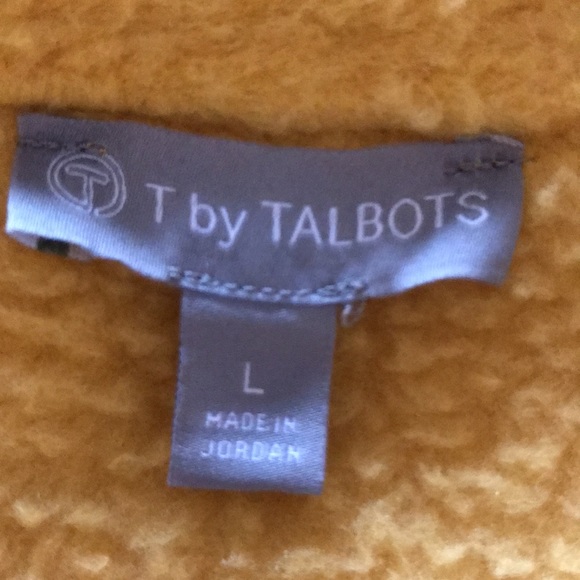 T
T by TALBOTS
L
MADE IN
JORDAN